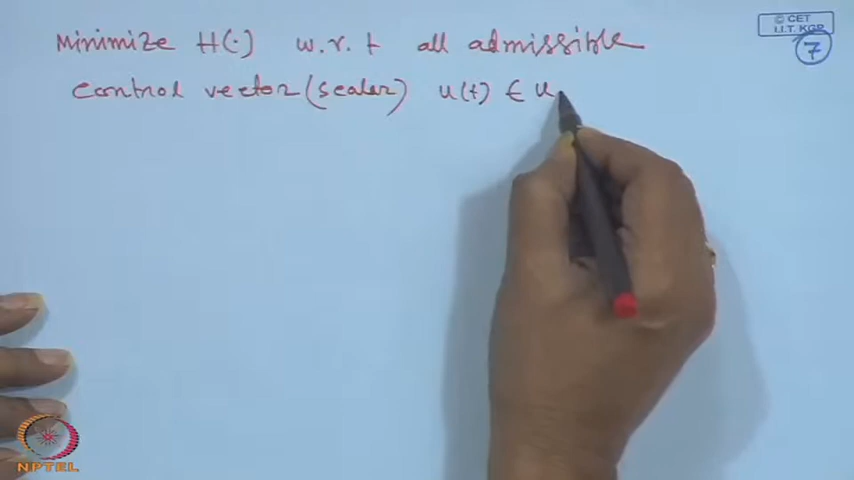 Minimize H(·) w.r.t all admissible
control vector (scalar) u(t) ∈ u
© CET
I.I.T. KGP
7
NPTEL